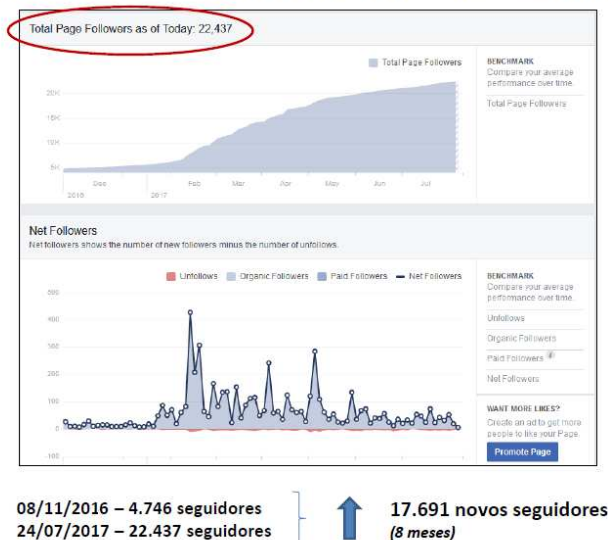 Total Page Followers as of Today: 22,437
Total Page Followers
BENCHMARK
Compare your average
performance over time.
Total Page Followers
20K
15K
10K
5K
Dec
Feb
Mar
Apr
May
Jun
Jul
2016
2017
Net Followers
Net followers shows the number of new followers minus the number of unfollows.
Unfollows
Organic Followers
Paid Followers
Net Followers
BENCHMARK
Compare your average
performance over time.
Unfollows
Organic Followers
Paid Followers
Net Followers
500
400
300
200
100
0
-100
WANT MORE LIKES?
Create an ad to get more
people to like your Page.
Promote Page
08/11/2016 – 4.746 seguidores
24/07/2017 – 22.437 seguidores
17.691 novos seguidores
(8 meses)